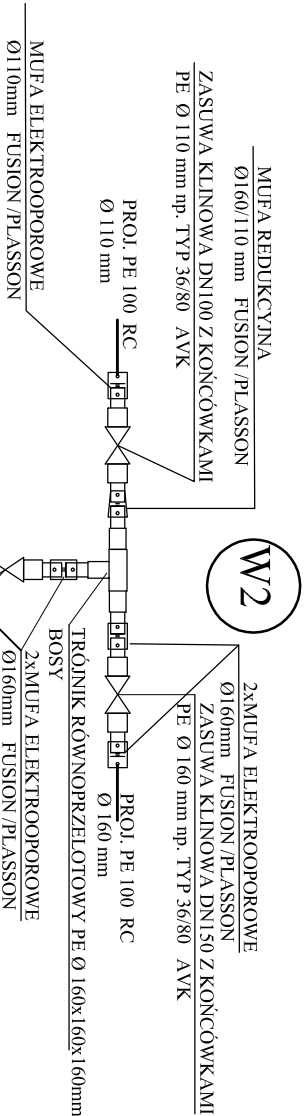 W2
MUFA REDUKCYJNA
Ø160/110 mm FUSION /PLASSON
ZASUWA KLINOWA DN100 Z KOŃCÓWKAMI
PE Ø 110 mm np. TYP 36/80 AVK
PROJ. PE 100 RC
Ø 110 mm
MUFA ELEKTROOPOROWE
Ø110mm FUSION /PLASSON
2xMUFA ELEKTROOPOROWE
Ø160mm FUSION /PLASSON
ZASUWA KLINOWA DN150 Z KOŃCÓWKAMI
PE Ø 160 mm np. TYP 36/80 AVK
PROJ. PE 100 RC
Ø 160 mm
TRÓJNIK RÓWNOPRZELOTOWY PE Ø 160x160x160mm
BOSY
2xMUFA ELEKTROOPOROWE
Ø160mm FUSION /PLASSON